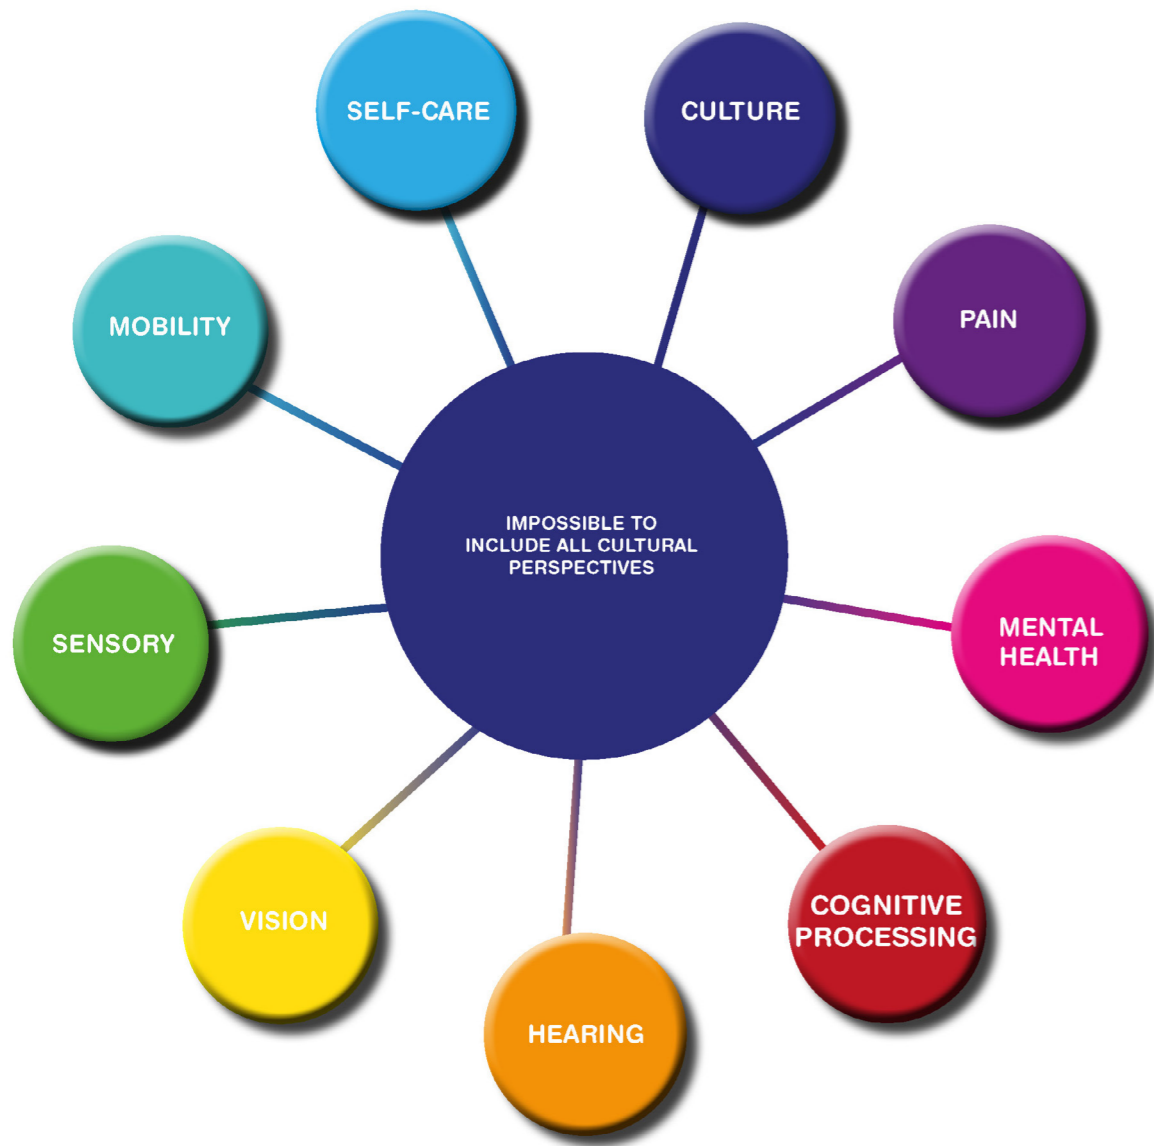 SELF-CARE
CULTURE
MOBILITY
PAIN
IMPOSSIBLE TO
INCLUDE ALL CULTURAL
PERSPECTIVES
SENSORY
MENTAL
HEALTH
VISION
COGNITIVE
PROCESSING
HEARING